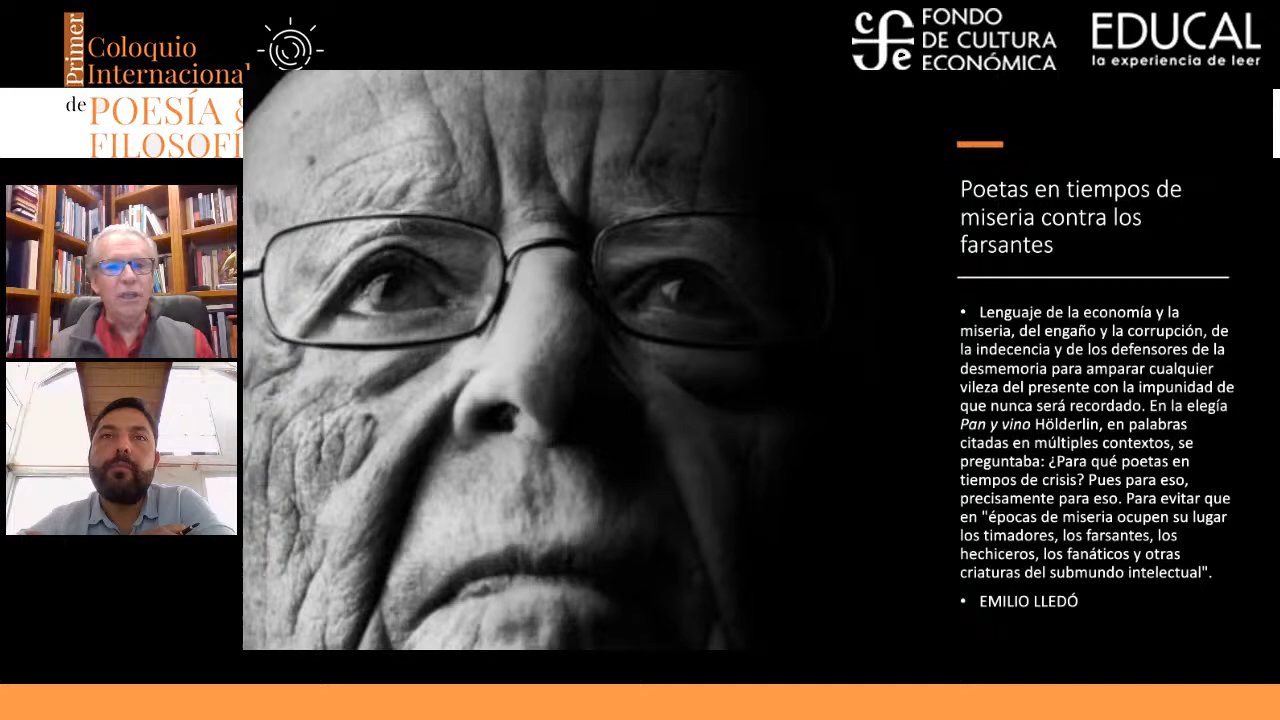 Primer
Coloquio
Internacional
de POESÍA &
FILOSOFÍ
FONDO
DE CULTURA
ECONÓMICA
EDUCAL
la experiencia de leer
Poetas en tiempos de
miseria contra los
farsantes
• Lenguaje de la economía y la
miseria, del engaño y la corrupción, de
la indecencia y de los defensores de la
desmemoria para amparar cualquier
vileza del presente con la impunidad de
que nunca será recordado. En la elegía
Pan y vino Hölderlin, en palabras
citadas en múltiples contextos, se
preguntaba: ¿Para qué poetas en
tiempos de crisis? Pues para eso,
precisamente para eso. Para evitar que
en "épocas de miseria ocupen su lugar
los timadores, los farsantes, los
hechiceros, los fanáticos y otras
criaturas del submundo intelectual".
• EMILIO LLEDÓ